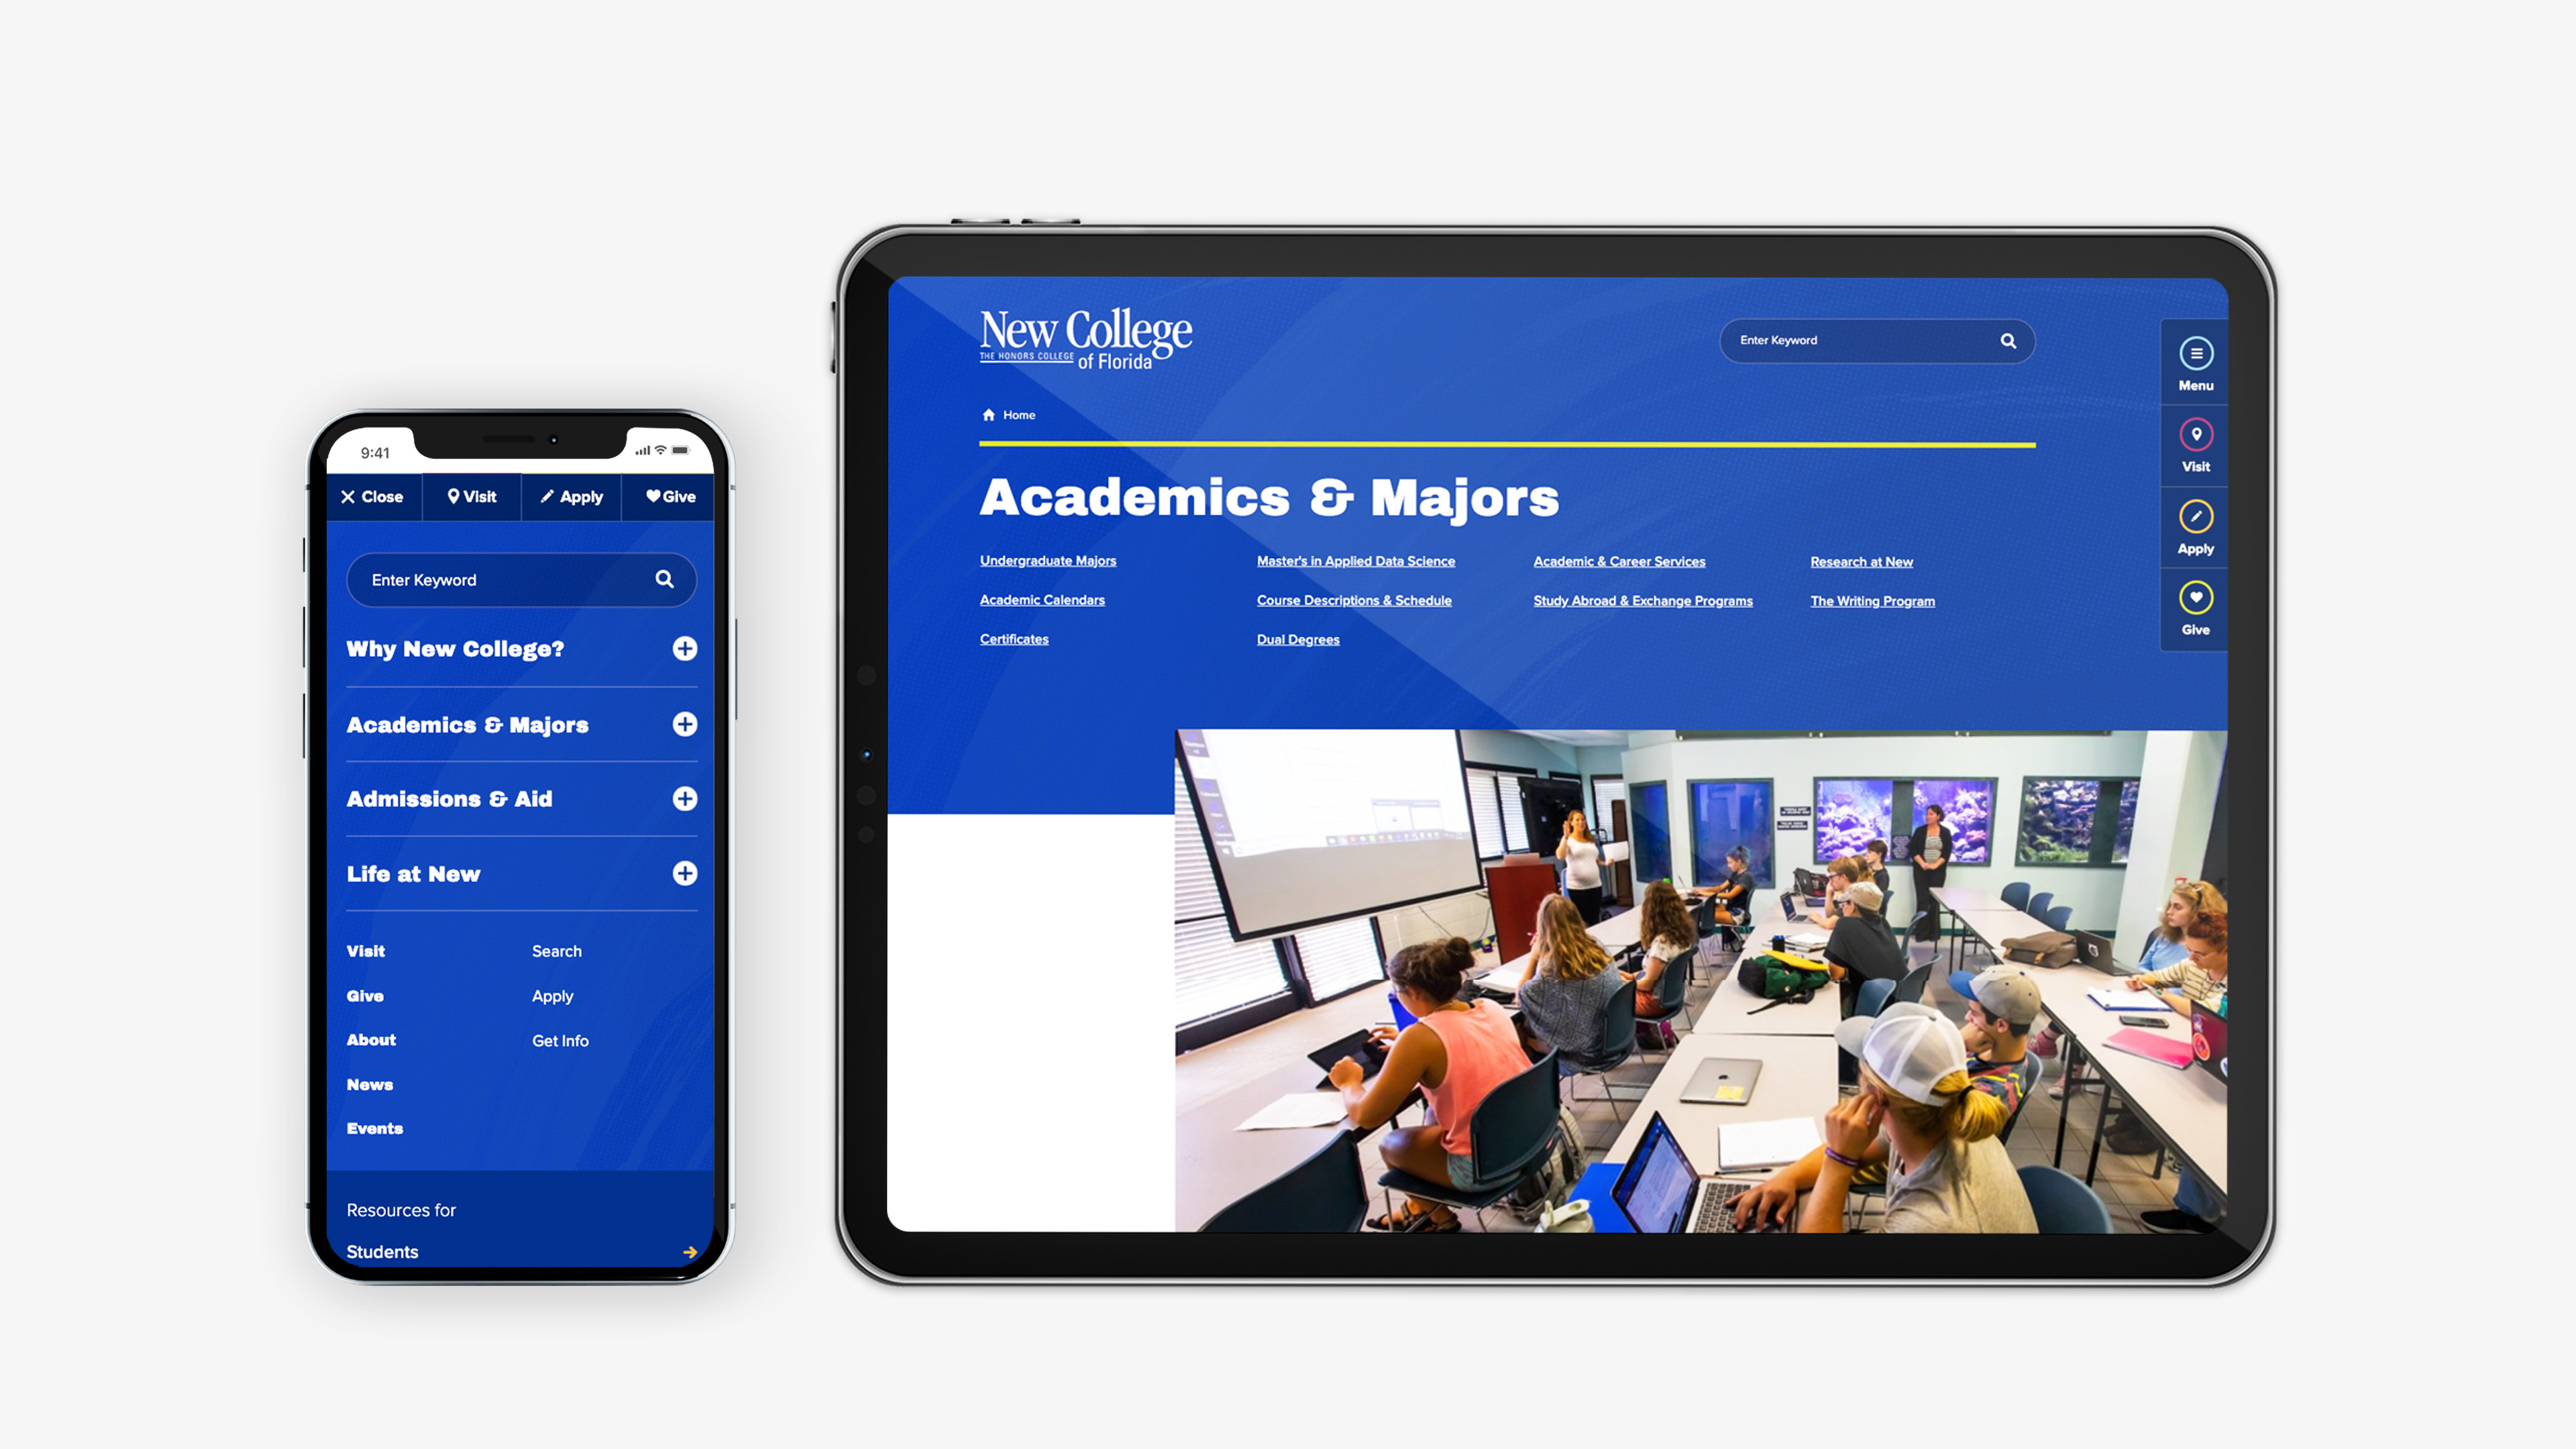 9:41
Close
Visit
Apply
Give
Enter Keyword
Why New College?
Academics & Majors
Admissions & Aid
Life at New
Visit
Search
Give
Apply
About
Get Info
News
Events
Resources for
Students
New College
THE HONORS COLLEGE
of Florida
Enter Keyword
Home
Academics & Majors
Undergraduate Majors
Master's in Applied Data Science
Academic & Career Services
Research at New
Academic Calendars
Course Descriptions & Schedule
Study Abroad & Exchange Programs
The Writing Program
Certificates
Dual Degrees
Menu
Visit
Apply
Give